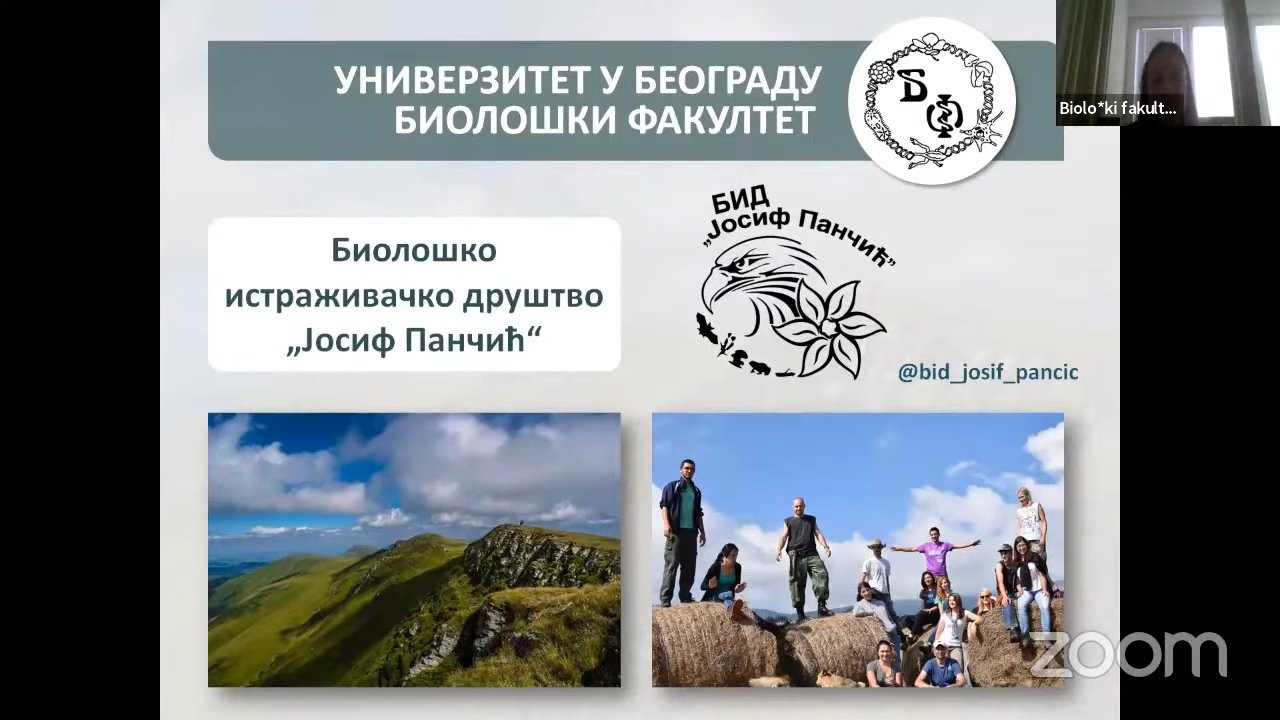 УНИВЕРЗИТЕТ У БЕОГРАДУ
БИОЛОШКИ ФАКУЛТЕТ
Б
Ф
Biolo*ki fakult...
БИД
„Јосиф Панчић”
Биолошко
истраживачко друштво
„Јосиф Панчић“
@bid_josif_pancic
zoom